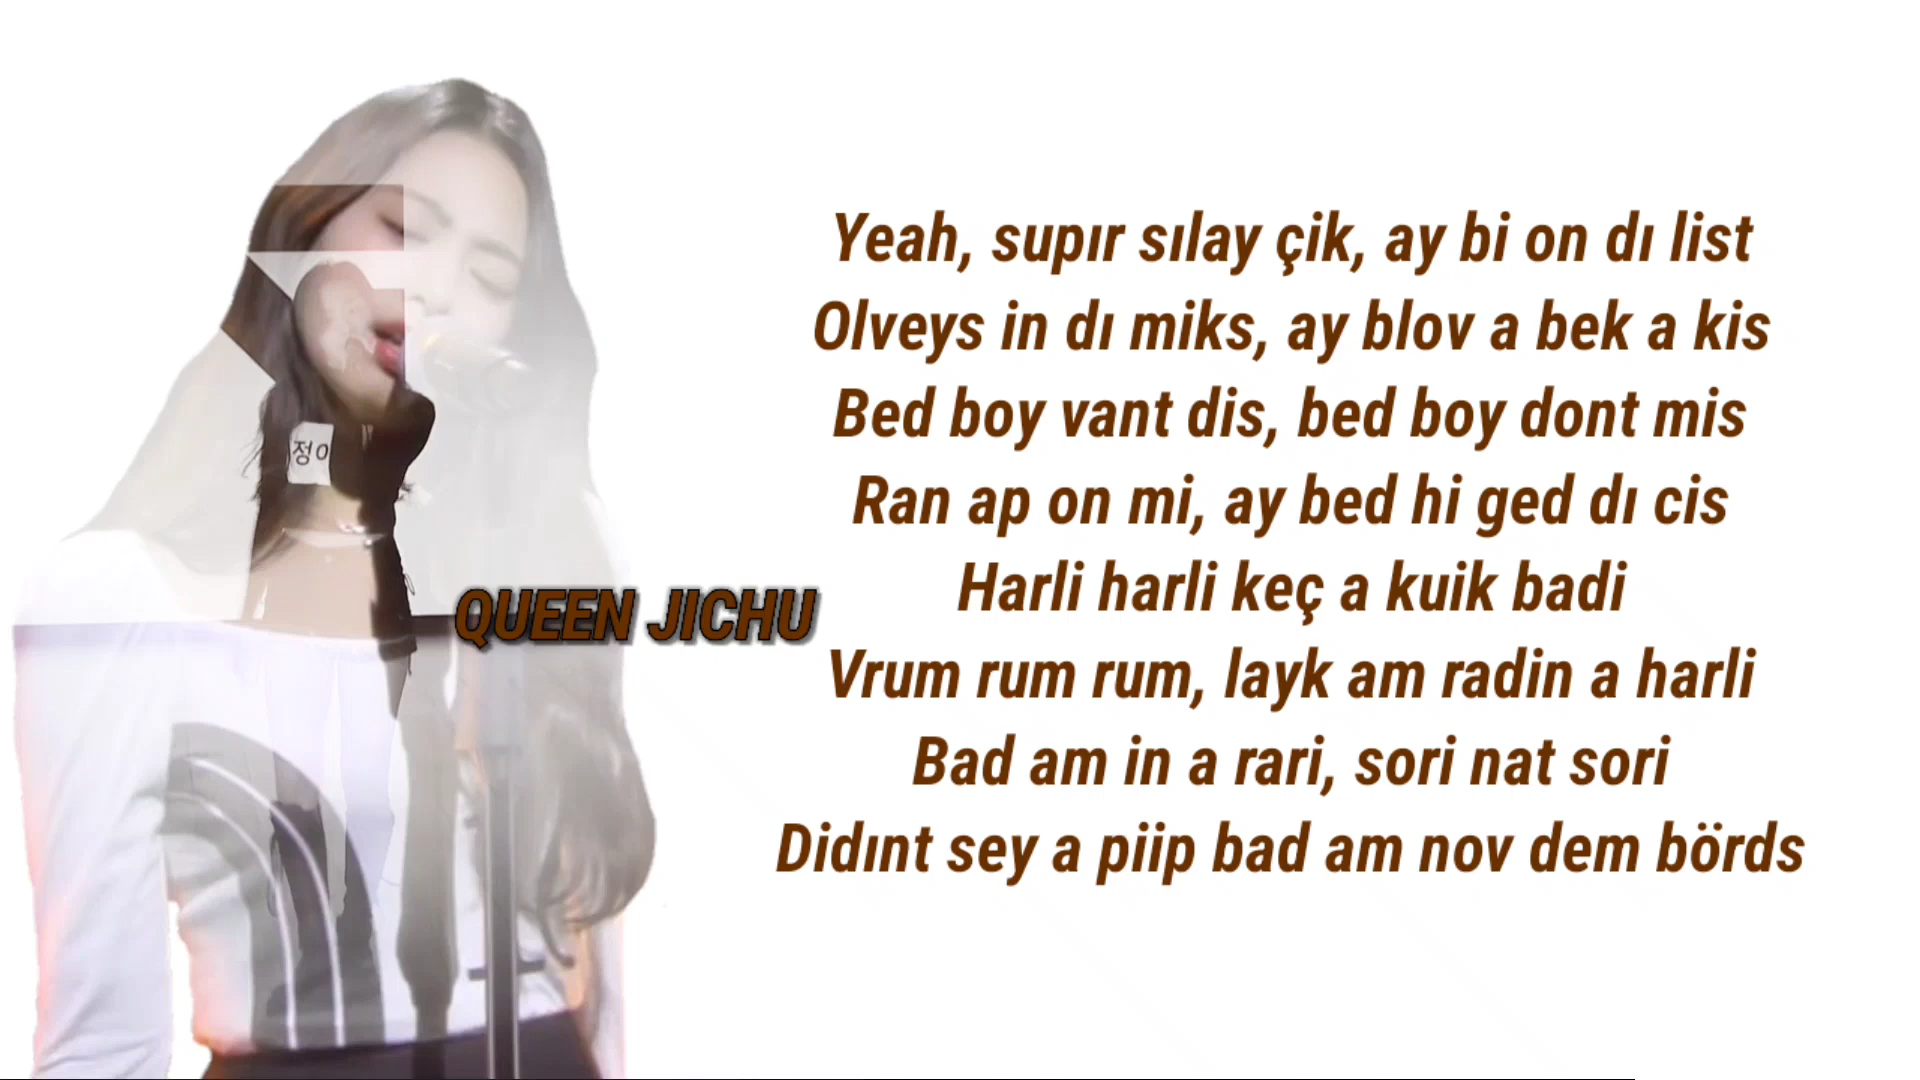 Yeah, supır sılay çik, ay bi on dı list
Olveys in dı miks, ay blov a bek a kis
Bed boy vant dis, bed boy dont mis
Ran ap on mi, ay bed hi ged dı cis
Harli harli keç a kuik badi
Vrum rum rum, layk am radin a harli
Bad am in a rari, sori nat sori
Didınt sey a piip bad am nov dem börds
QUEEN JICHU
정이